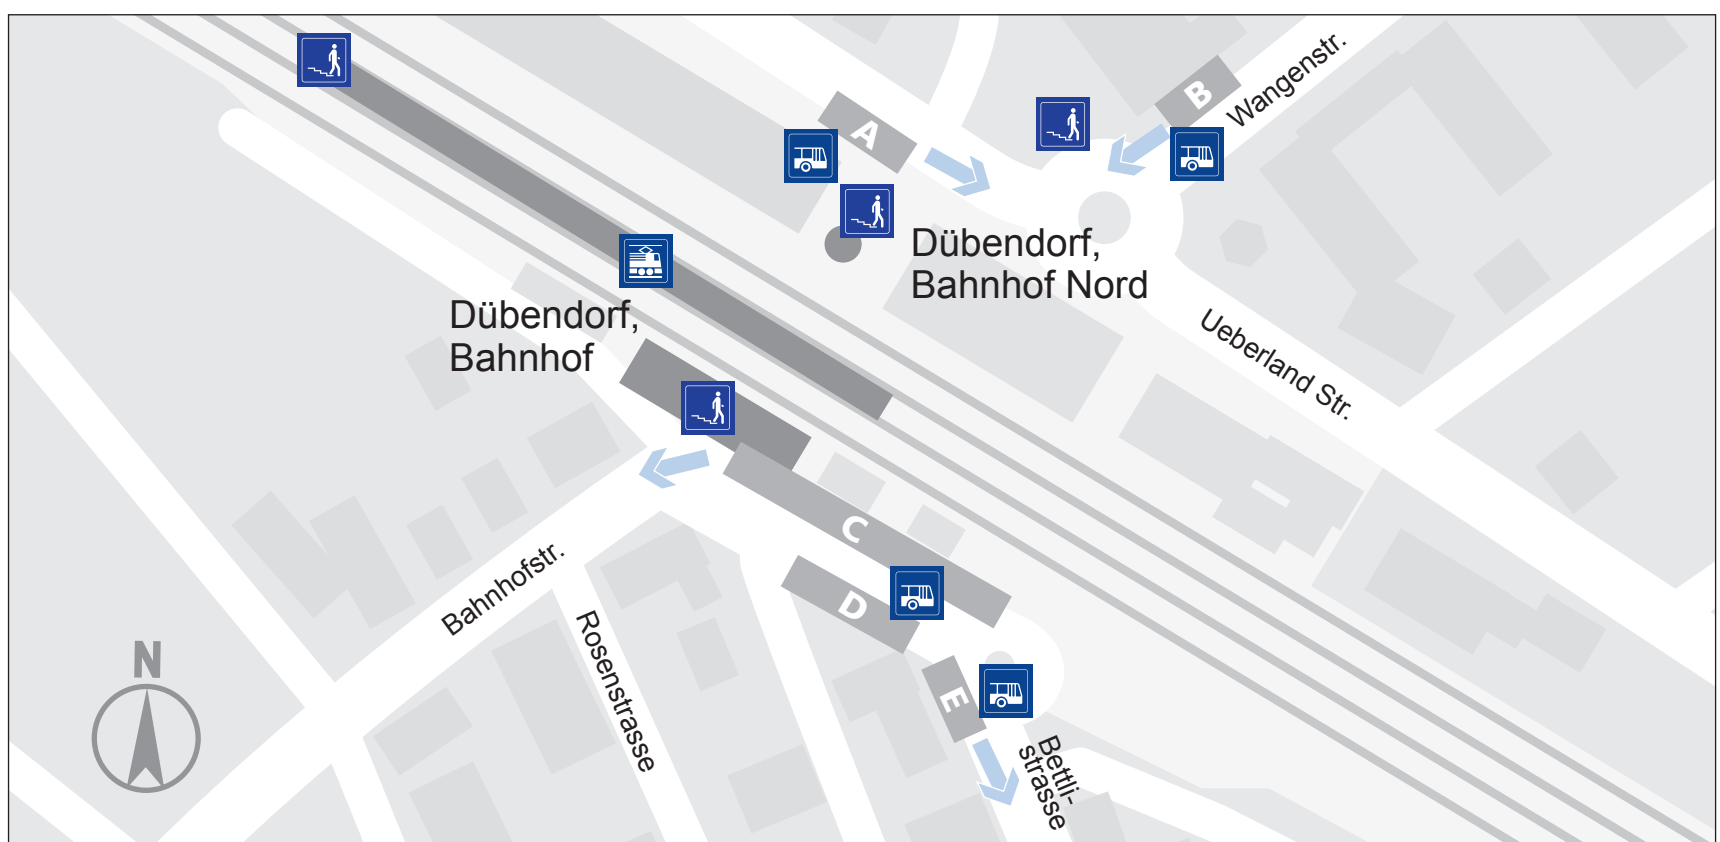 A
B
Wangenstr.
Dübendorf,
Bahnhof Nord
Dübendorf,
Bahnhof
Ueberland Str.
C
Bahnhofstr.
D
Rosenstrasse
N
E
Bettli-
strasse